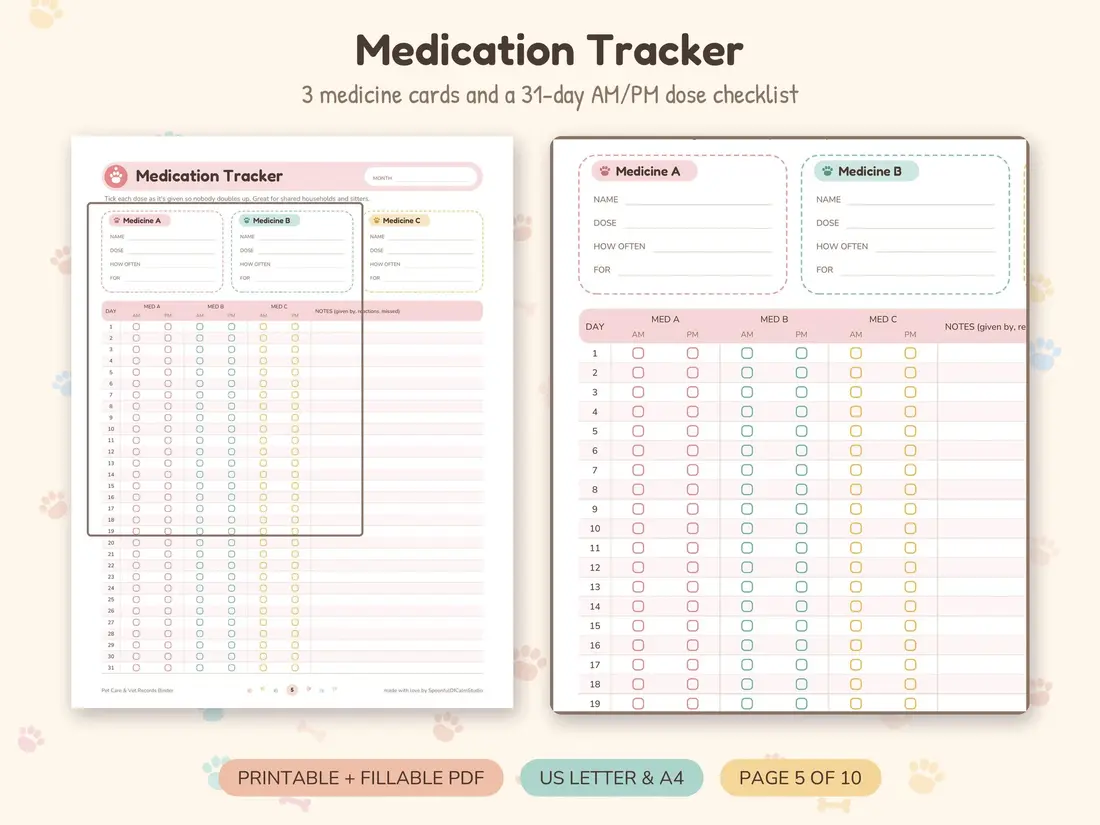 Medication Tracker
3 medicine cards and a 31-day AM/PM dose checklist
Medication Tracker
MONTH
Tick each dose as it's given so nobody doubles up. Great for shared households and sitters.
Medicine A Medicine B Medicine C
NAME NAME NAME
DOSE DOSE DOSE
HOW OFTEN HOW OFTEN HOW OFTEN
FOR FOR FOR
DAY MED A MED B MED C NOTES (given by, reactions, missed)
AM PM AM PM AM PM
1
2
3
4
5
6
7
8
9
10
11
12
13
14
15
16
17
18
19
20
21
22
23
24
25
26
27
28
29
30
31
Pet Care & Vet Records Binder 5 made with love by SpoonfulOfCalmStudio
Medicine A Medicine B
NAME NAME
DOSE DOSE
HOW OFTEN HOW OFTEN
FOR FOR
DAY MED A MED B MED C NOTES (given by, re
AM PM AM PM AM PM
1
2
3
4
5
6
7
8
9
10
11
12
13
14
15
16
17
18
19
PRINTABLE + FILLABLE PDF US LETTER & A4 PAGE 5 OF 10